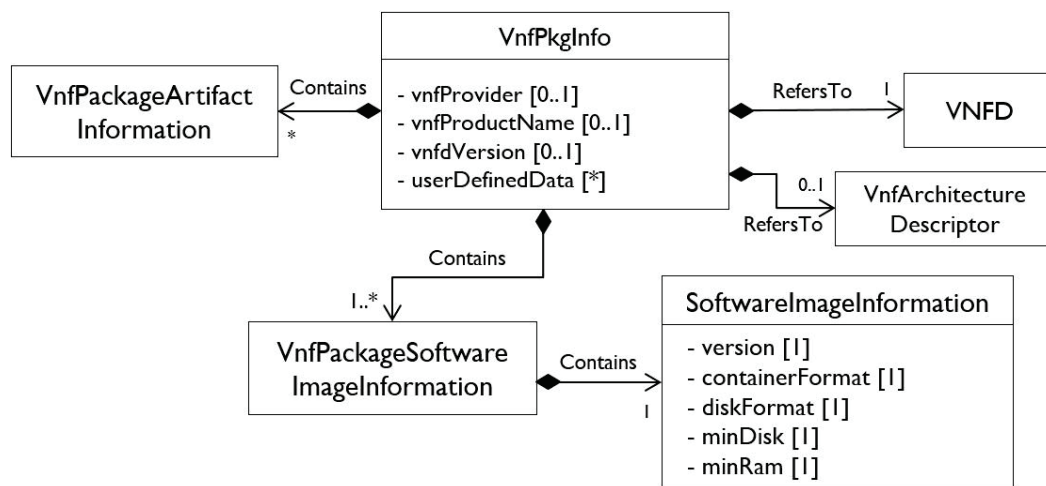 VnfPkgInfo
- vnfProvider [0..1]
- vnfProductName [0..1]
- vnfdVersion [0..1]
- userDefinedData [*]
Contains
*
VnfPackageArtifact
Information
RefersTo
1
VNFD
0..1
RefersTo
VnfArchitecture
Descriptor
Contains
1..*
VnfPackageSoftware
ImageInformation
Contains
1
SoftwareImageInformation
- version [1]
- containerFormat [1]
- diskFormat [1]
- minDisk [1]
- minRam [1]